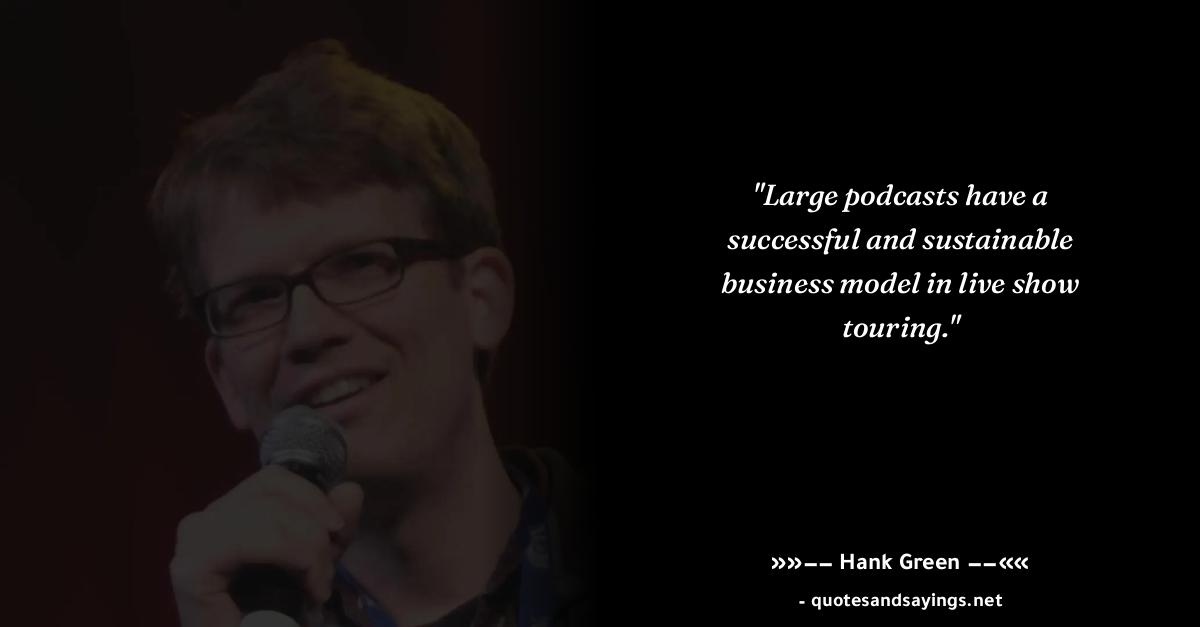 "Large podcasts have a
successful and sustainable
business model in live show
touring."
»»–– Hank Green ––««
- quotesandsayings.net